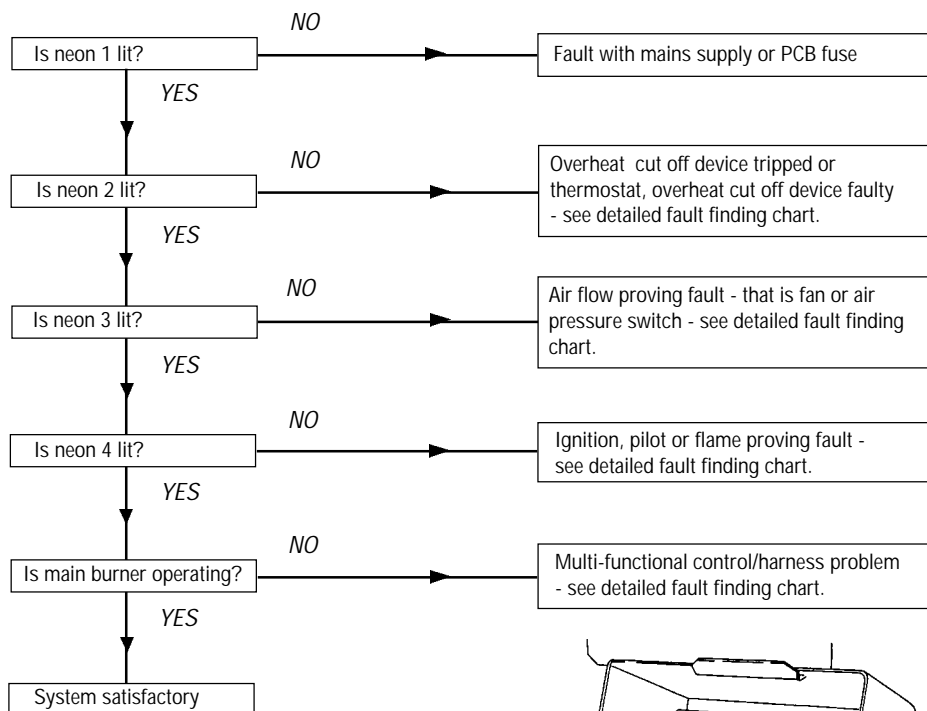 NO
Is neon 1 lit?
Fault with mains supply or PCB fuse
YES
NO
Is neon 2 lit?
Overheat cut off device tripped or
thermostat, overheat cut off device faulty
- see detailed fault finding chart.
YES
NO
Is neon 3 lit?
Air flow proving fault - that is fan or air
pressure switch - see detailed fault finding
chart.
YES
NO
Is neon 4 lit?
Ignition, pilot or flame proving fault -
see detailed fault finding chart.
YES
NO
Is main burner operating?
Multi-functional control/harness problem
- see detailed fault finding chart.
YES
System satisfactory